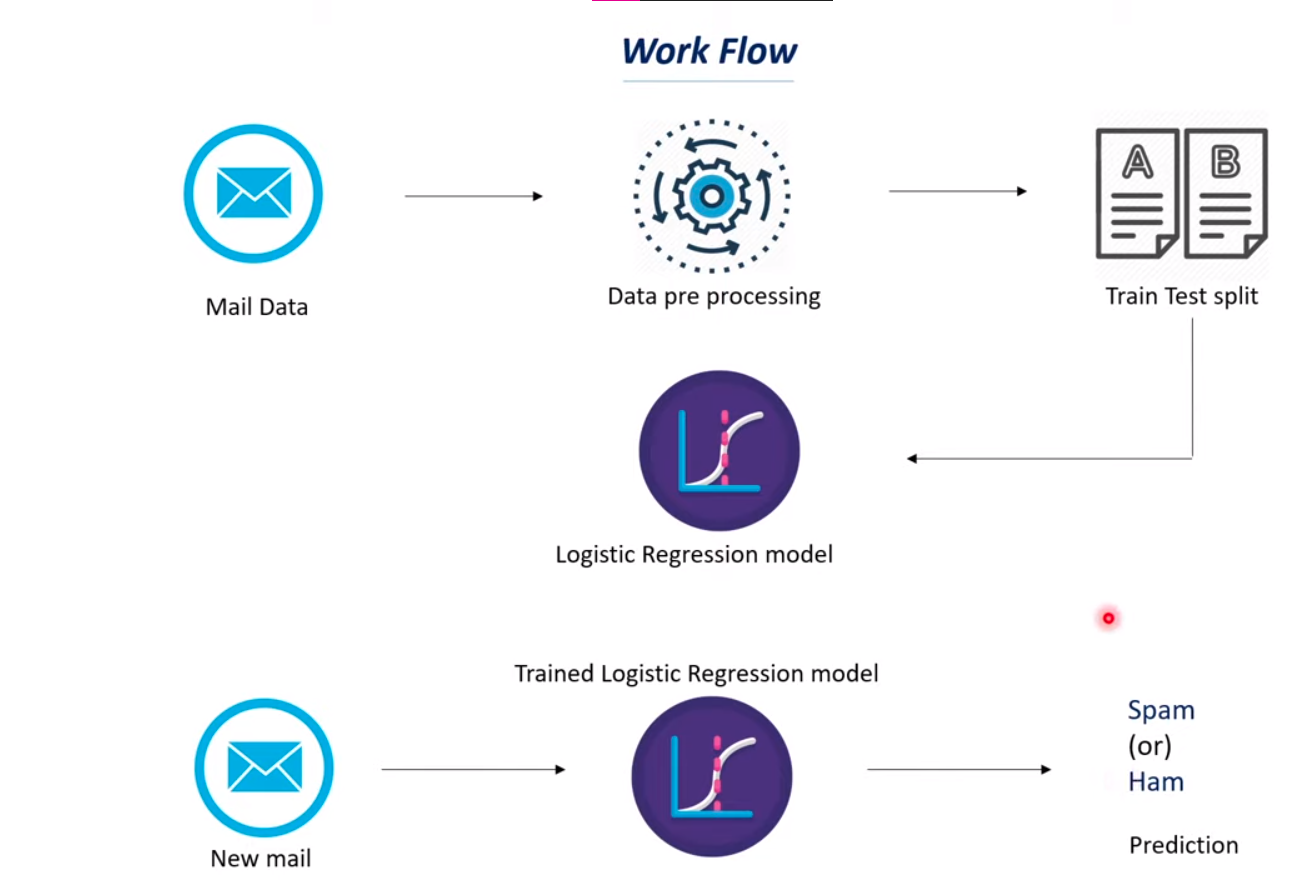 Work Flow
A
B
Mail Data
Data pre processing
Train Test split
Logistic Regression model
Trained Logistic Regression model
New mail
Spam
(or)
Ham
Prediction